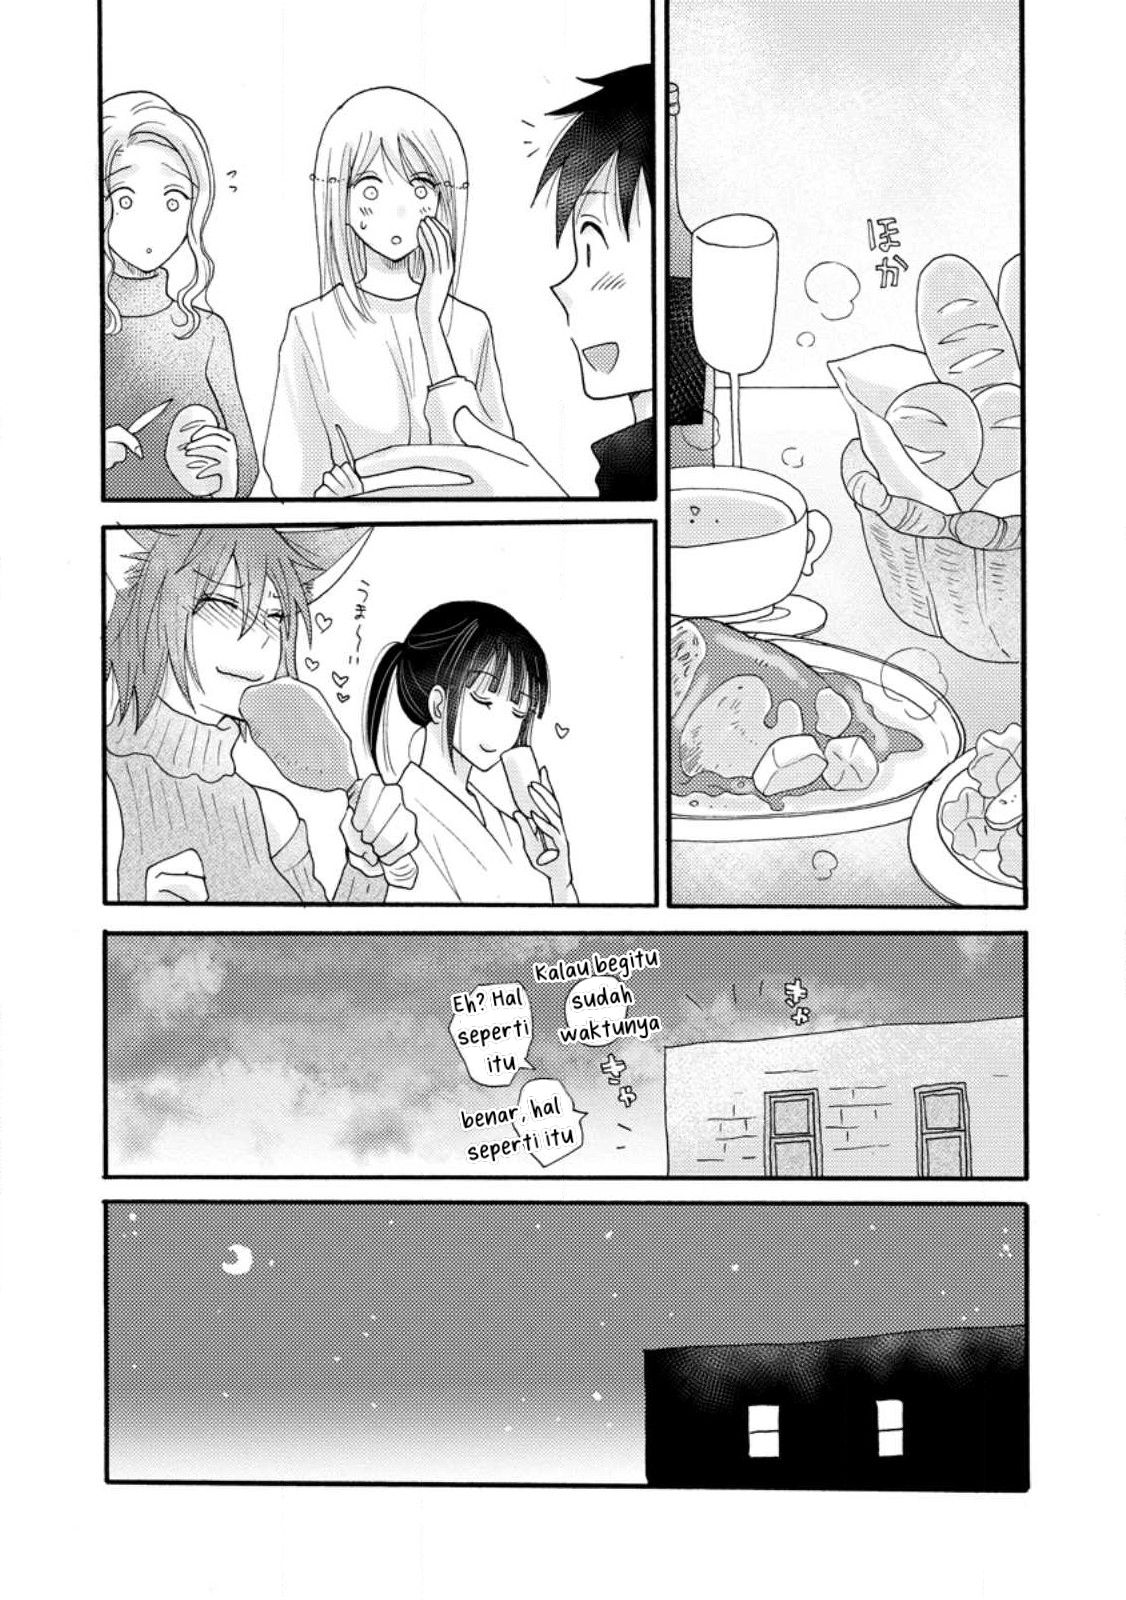 ほか
うま〜〜!!
Kalau begitu
sudah
waktunya
きゃ
Eh? Hal
seperti
itu
きゃ
benar, hal
seperti itu